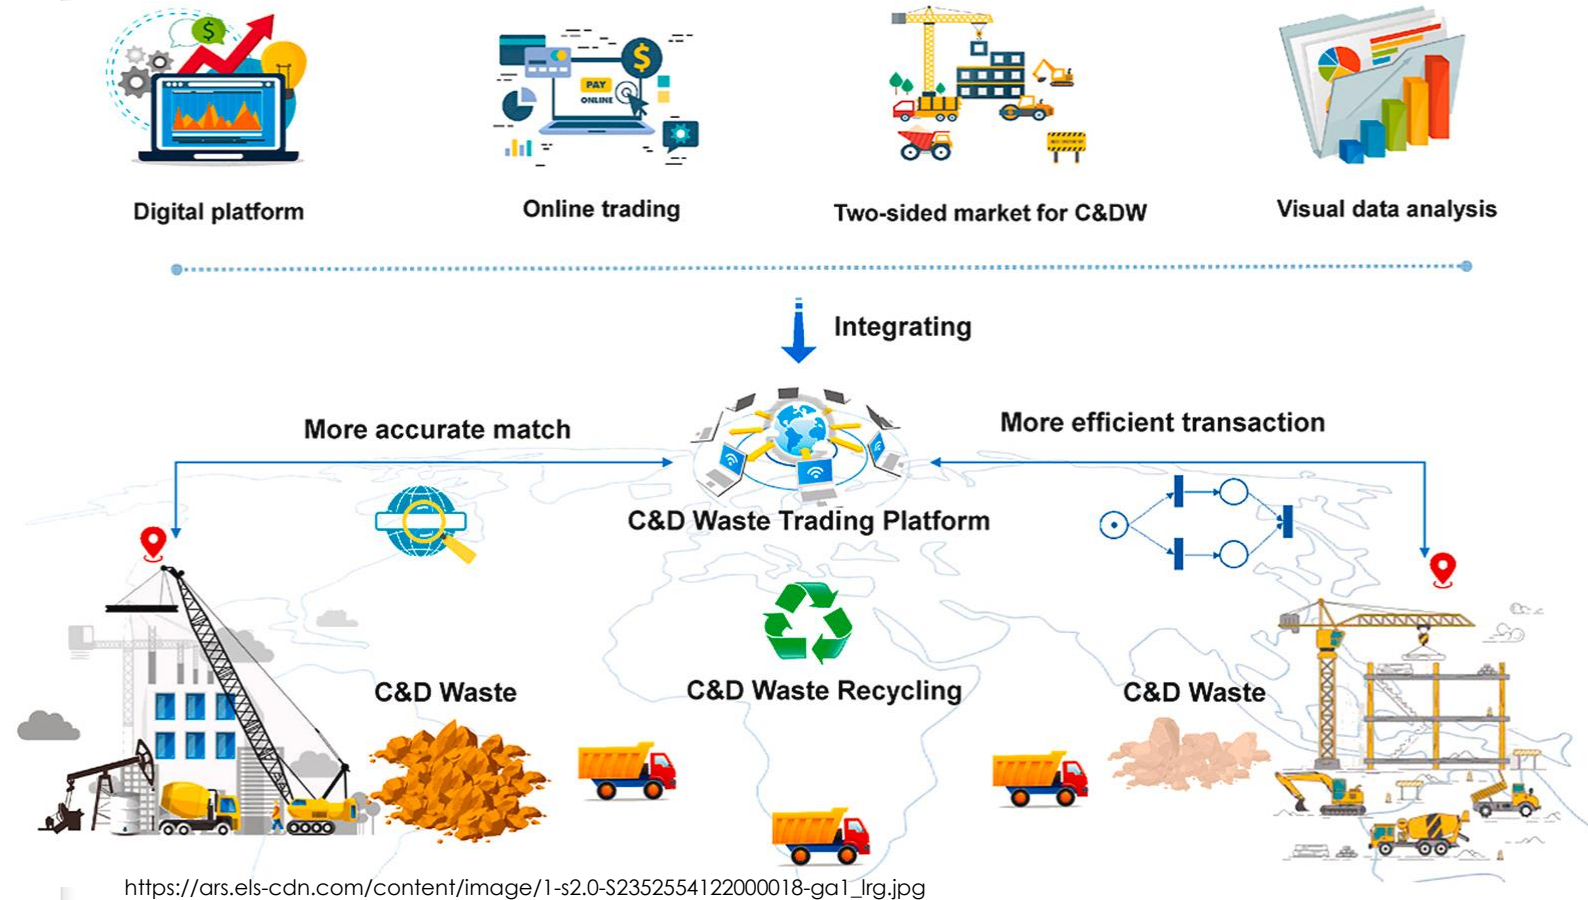 Digital platform
Online trading
Two-sided market for C&DW
Visual data analysis
$
$
PAY
ONLINE
Integrating
More accurate match
More efficient transaction
C&D Waste Trading Platform
C&D Waste
C&D Waste Recycling
C&D Waste
https://ars.els-cdn.com/content/image/1-s2.0-S2352554122000018-ga1_lrg.jpg